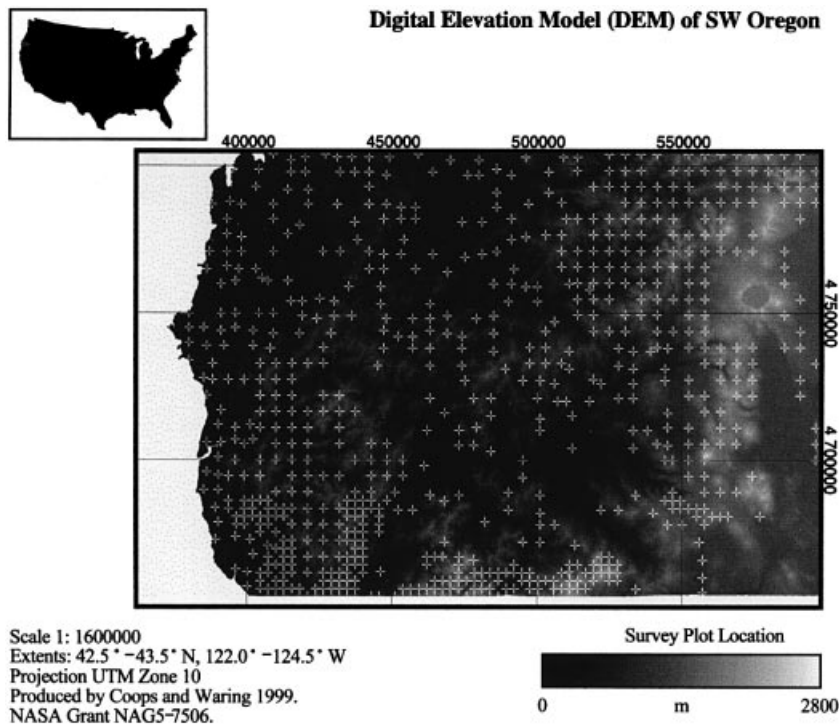 Digital Elevation Model (DEM) of SW Oregon
400000 450000 500000 550000
4 750000
4 700000
Scale 1: 1600000
Extents: 42.5° -43.5° N, 122.0° -124.5° W
Projection UTM Zone 10
Produced by Coops and Waring 1999.
NASA Grant NAG5-7506.
Survey Plot Location
0 m 2800